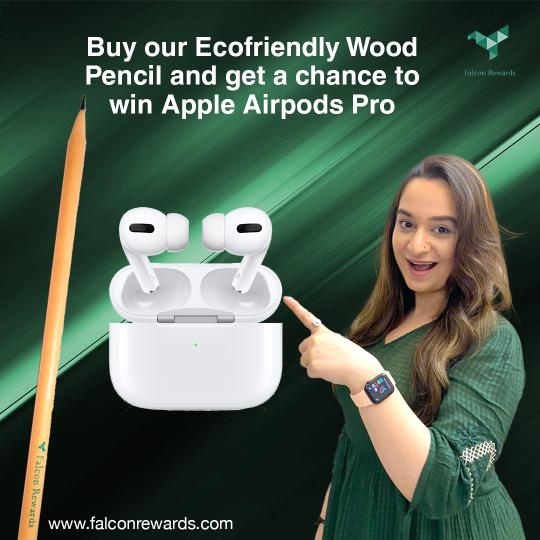 Buy our Ecofriendly Wood
Pencil and get a chance to
win Apple Airpods Pro
Falcon Rewards
Falcon Rewards
www.falconrewards.com